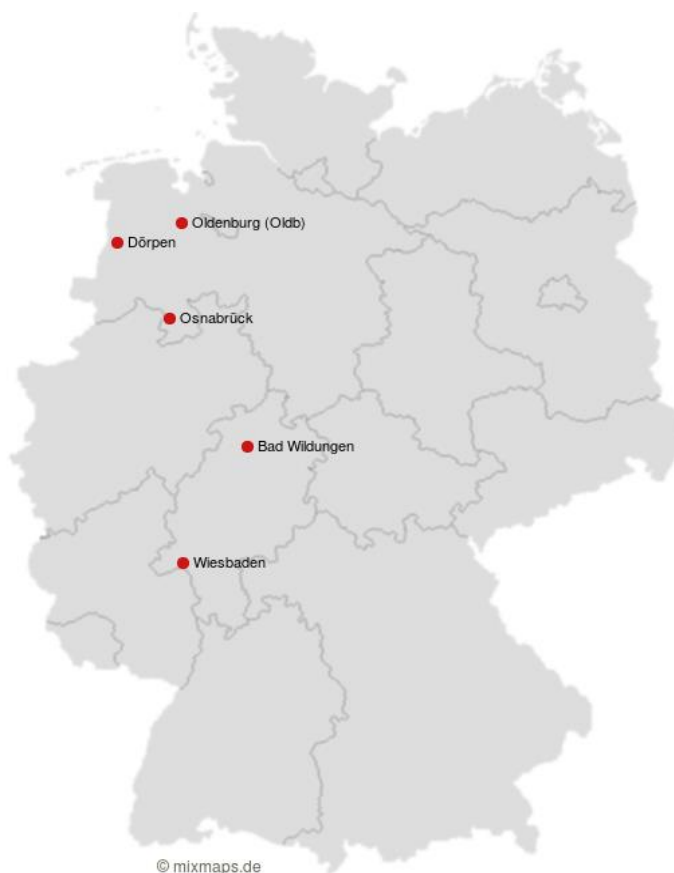 Oldenburg (Oldb)
Dörpen
Osnabrück
Bad Wildungen
Wiesbaden
© mixmaps.de